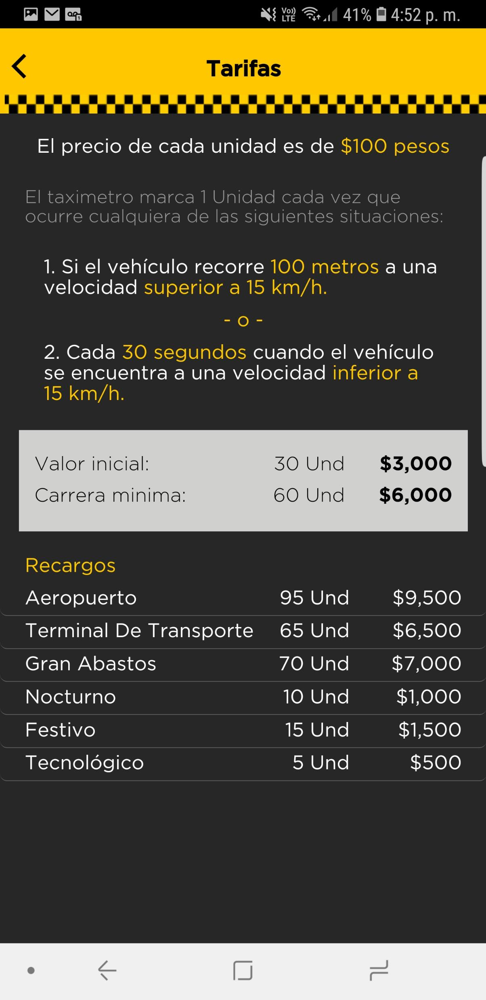 Vo))
LTE
41%
4:52 p. m.
1
Tarifas
El precio de cada unidad es de $100 pesos
El taximetro marca 1 Unidad cada vez que
ocurre cualquiera de las siguientes situaciones:
1. Si el vehículo recorre 100 metros a una
velocidad superior a 15 km/h.
- o -
2. Cada 30 segundos cuando el vehículo
se encuentra a una velocidad inferior a
15 km/h.
Valor inicial: 30 Und $3,000
Carrera minima: 60 Und $6,000
Recargos
Aeropuerto 95 Und $9,500
Terminal De Transporte 65 Und $6,500
Gran Abastos 70 Und $7,000
Nocturno 10 Und $1,000
Festivo 15 Und $1,500
Tecnológico 5 Und $500